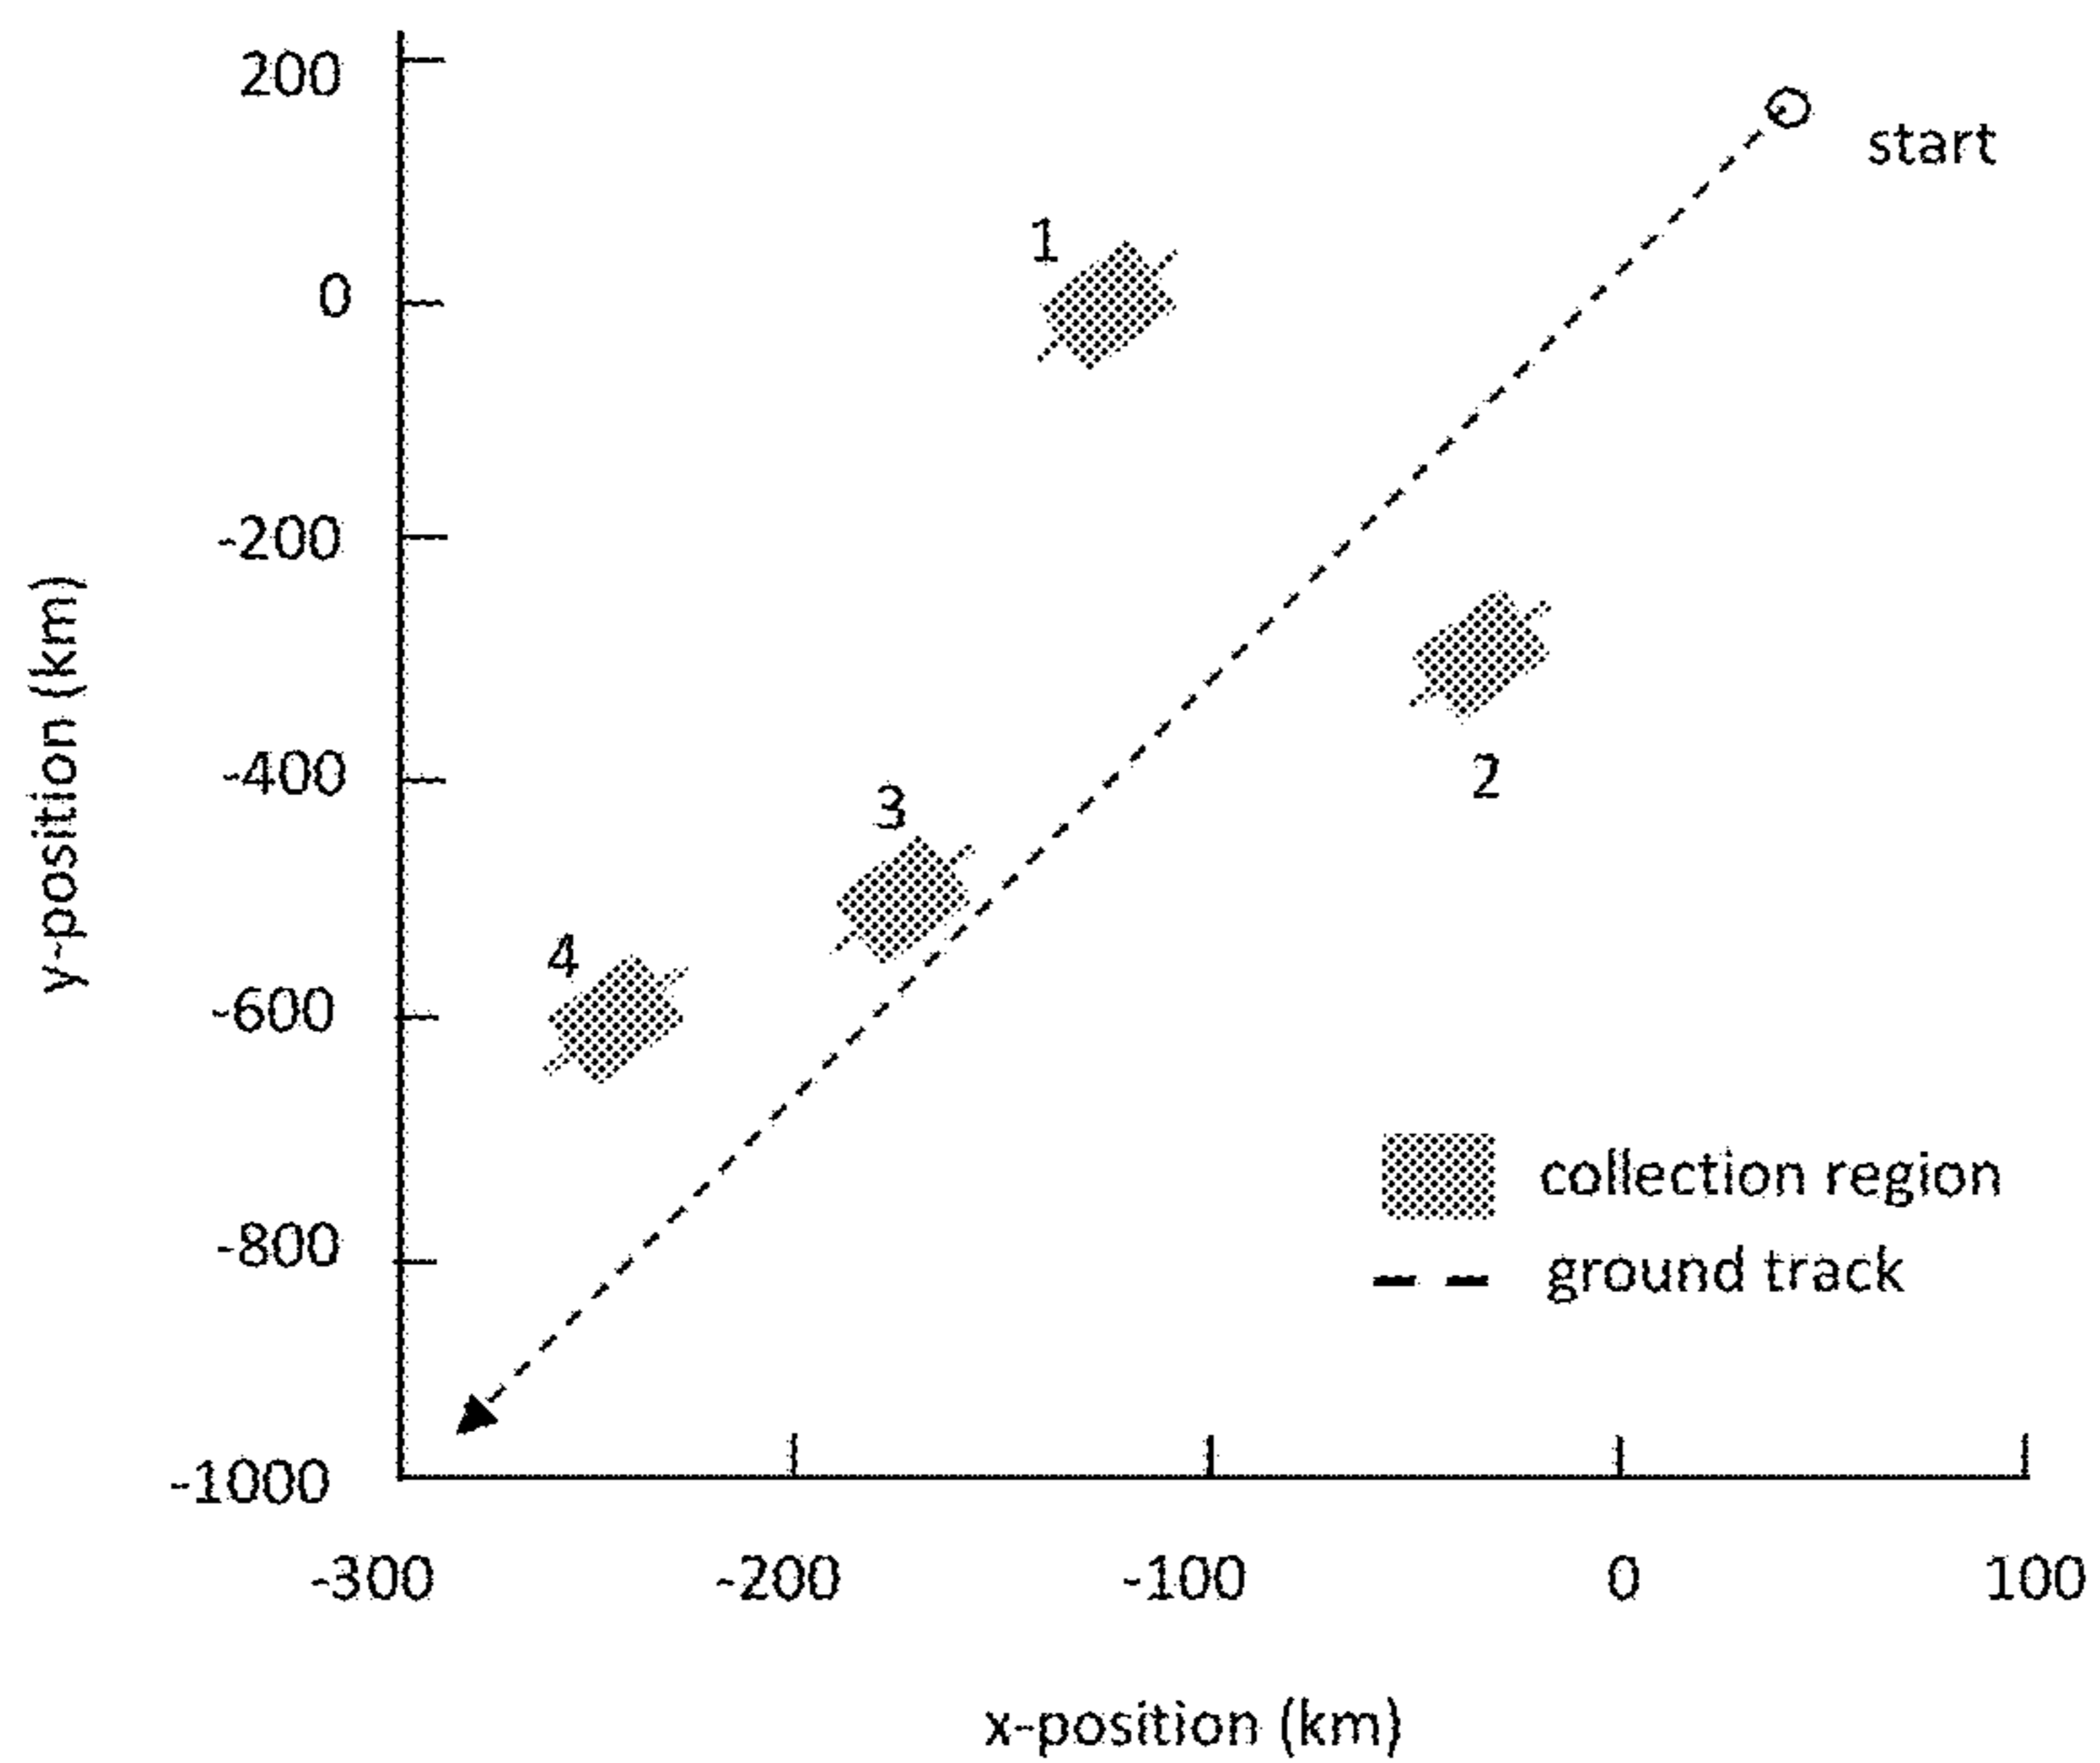 200
start
1
0
-200
2
-400
3
4
-600
collection region
-800
ground track
-1000
-300 -200 -100 0 100
x-position (km)
y-position (km)